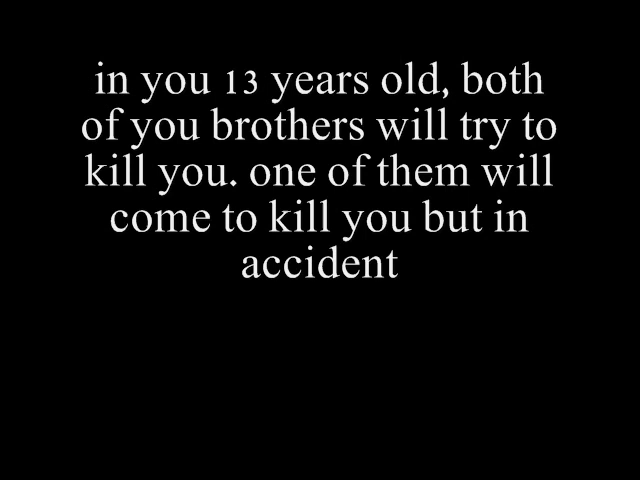 in you 13 years old, both
of you brothers will try to
kill you. one of them will
come to kill you but in
accident